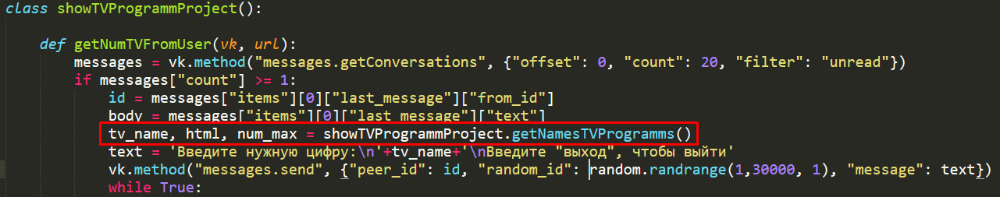 class showTVProgrammProject():
def getNumTVFromUser(vk, url):
messages = vk.method("messages.getConversations", {"offset": 0, "count": 20, "filter": "unread"})
if messages["count"] >= 1:
id = messages["items"][0]["last_message"]["from_id"]
body = messages["items"][0]["last_message"]["text"]
tv_name, html, num_max = showTVProgrammProject.getNamesTVProgramms()
text = 'Введите нужную цифру:\n'+tv_name+'\nВведите "выход", чтобы выйти'
vk.method("messages.send", {"peer_id": id, "random_id": random.randrange(1,30000, 1), "message": text})
while True: